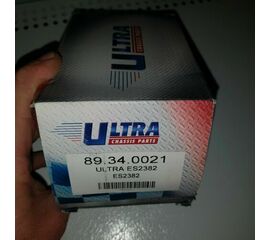 ULTRA
CHASSIS PARTS
89.34.0021
ULTRA ES2382
ES2382